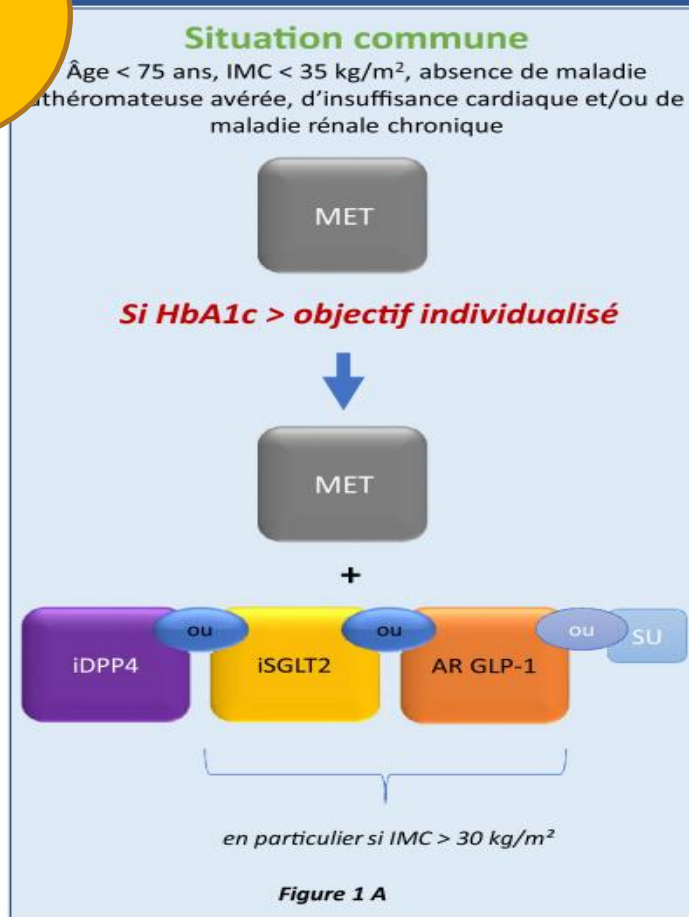 Situation commune
Âge < 75 ans, IMC < 35 kg/m², absence de maladie
athéromateuse avérée, d’insuffisance cardiaque et/ou de
maladie rénale chronique
MET
Si HbA1c > objectif individualisé
MET
+
iDPP4 ou iSGLT2 ou AR GLP-1 ou SU
en particulier si IMC > 30 kg/m²
Figure 1 A